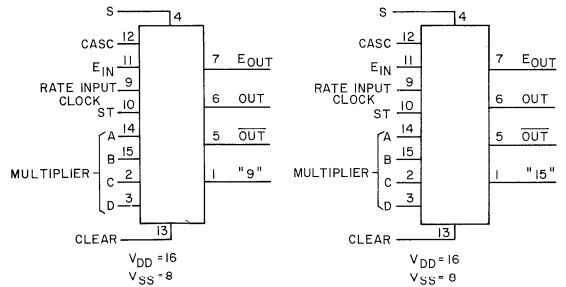 S 4
CASC 12
E_IN 11 7 E_OUT
RATE INPUT 9
CLOCK 6 OUT
ST 10
A 14 5 O̅U̅T̅
B 15
MULTIPLIER C 2 1 "9"
D 3
CLEAR 13
V_DD = 16
V_SS = 8
S 4
CASC 12
E_IN 11 7 E_OUT
RATE INPUT 9
CLOCK 6 OUT
ST 10
A 14 5 O̅U̅T̅
B 15
MULTIPLIER C 2 1 "15"
D 3
CLEAR 13
V_DD = 16
V_SS = 8